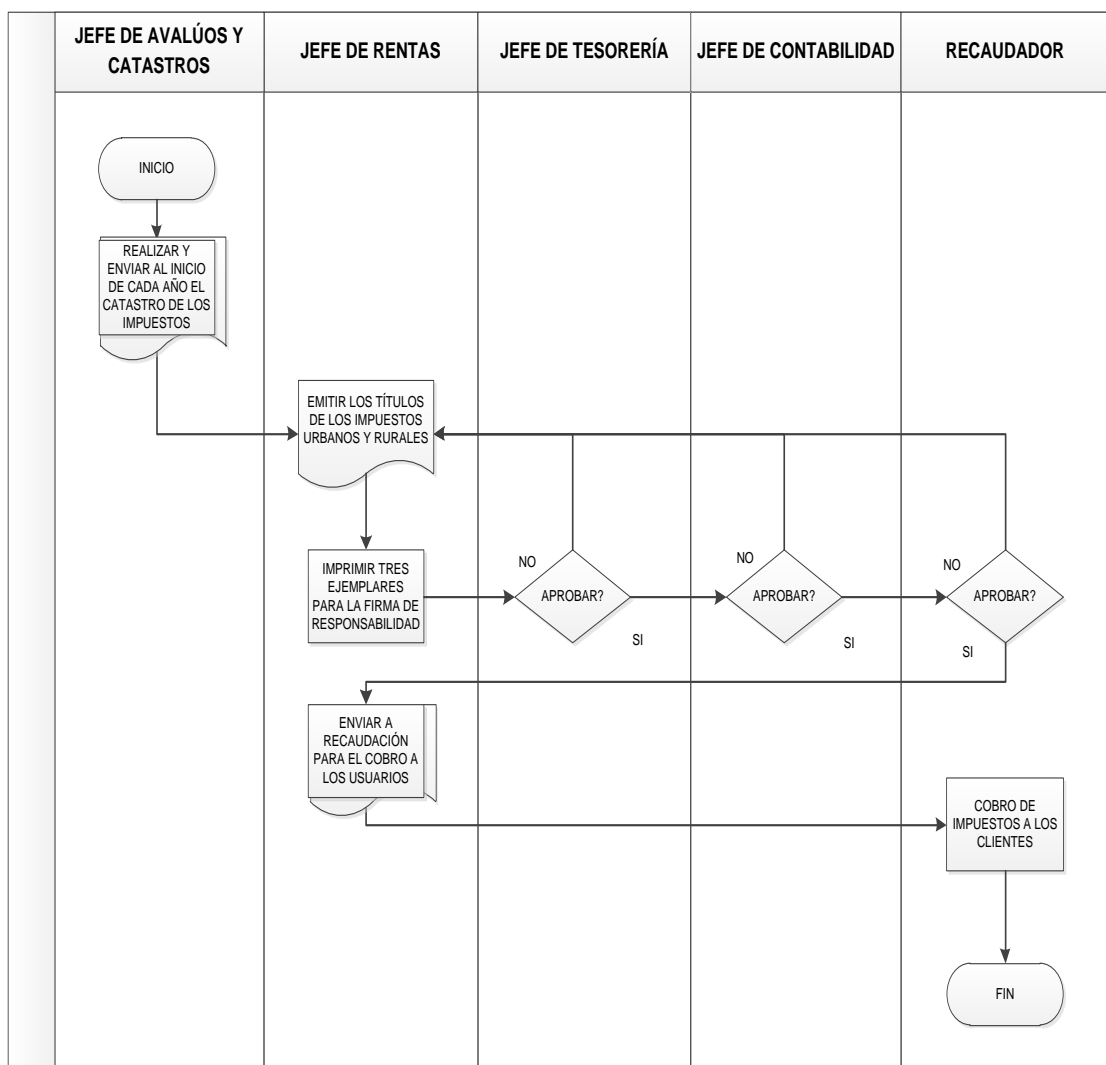 JEFE DE AVALÚOS Y
CATASTROS
JEFE DE RENTAS
JEFE DE TESORERÍA
JEFE DE CONTABILIDAD
RECAUDADOR
INICIO
REALIZAR Y
ENVIAR AL INICIO
DE CADA AÑO EL
CATASTRO DE LOS
IMPUESTOS
EMITIR LOS TÍTULOS
DE LOS IMPUESTOS
URBANOS Y RURALES
IMPRIMIR TRES
EJEMPLARES
PARA LA FIRMA DE
RESPONSABILIDAD
NO
APROBAR?
SI
NO
APROBAR?
SI
NO
APROBAR?
SI
ENVIAR A
RECAUDACIÓN
PARA EL COBRO A
LOS USUARIOS
COBRO DE
IMPUESTOS A LOS
CLIENTES
FIN